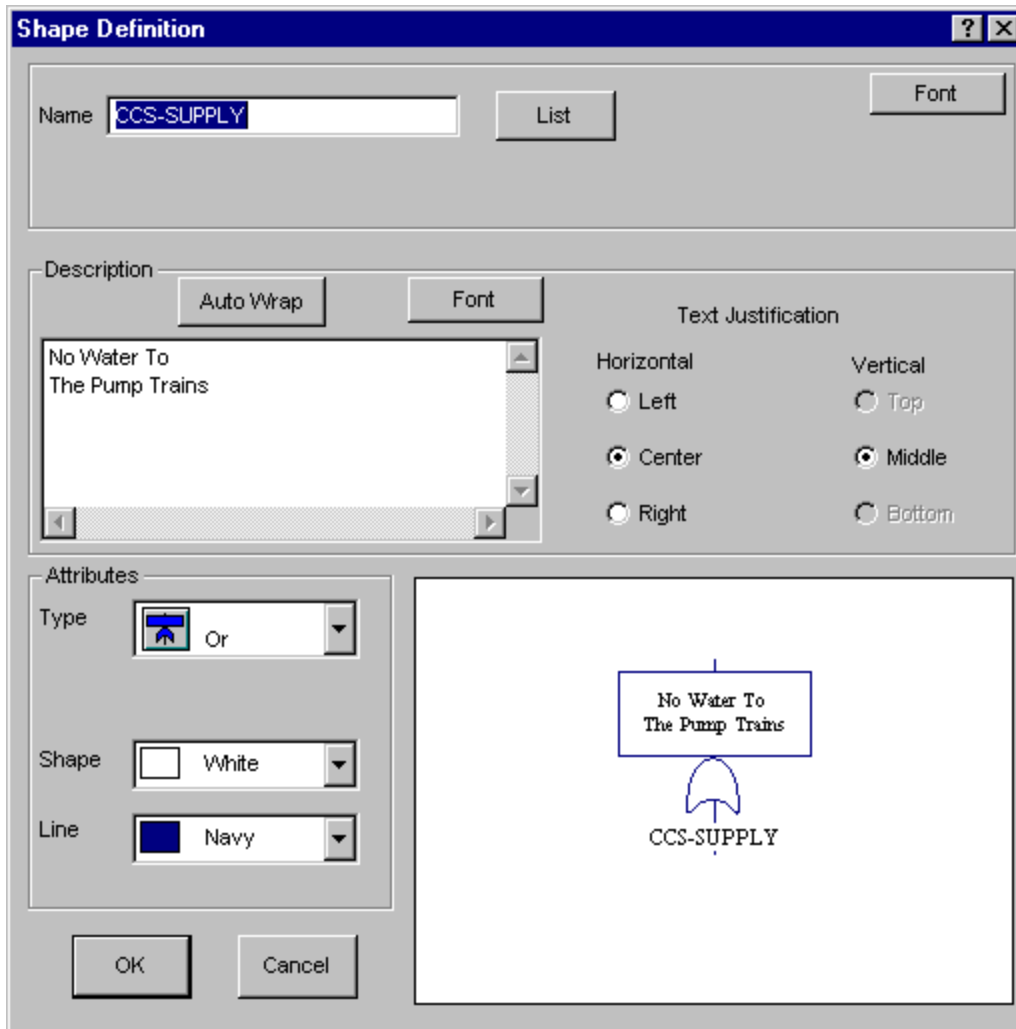 Shape Definition
Name CCS-SUPPLY List Font
Description
Auto Wrap Font
Text Justification
No Water To
The Pump Trains
Horizontal Vertical
Left Top
Center Middle
Right Bottom
Attributes
Type Or
Shape White
Line Navy
No Water To
The Pump Trains
CCS-SUPPLY
OK Cancel